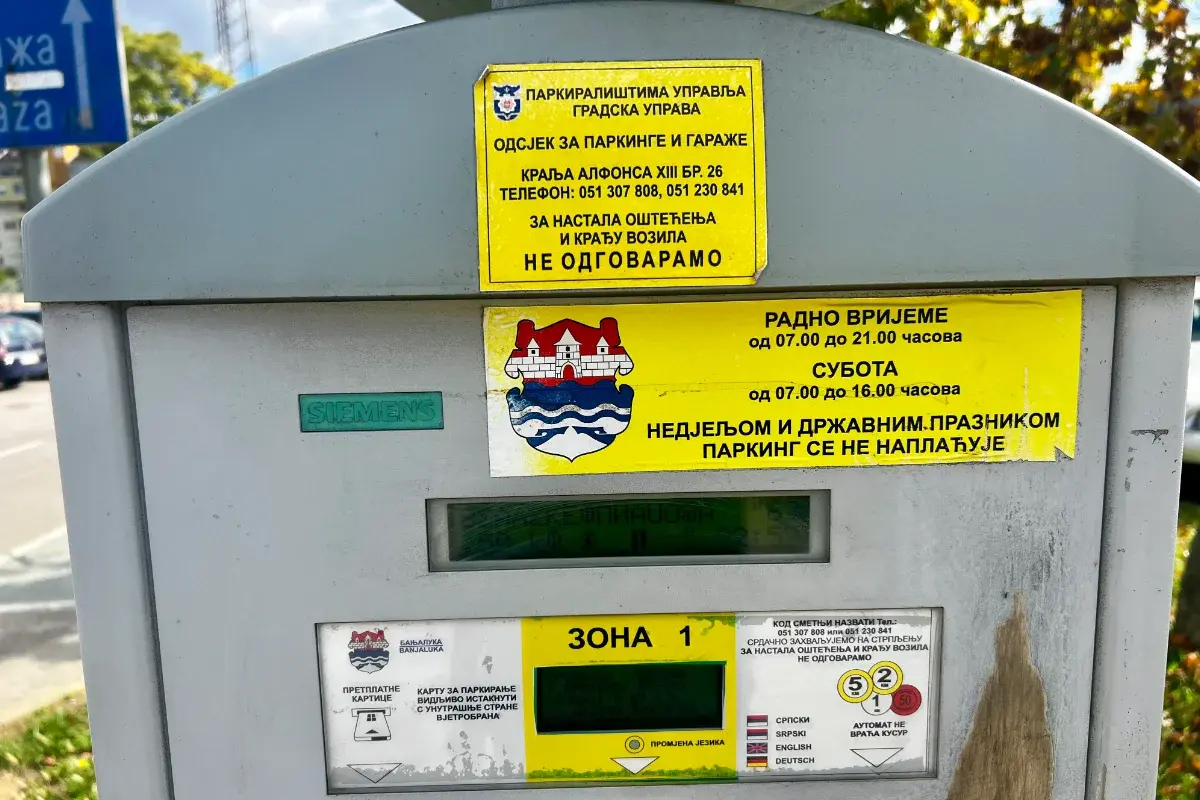 жа
aza
ПАРКИРАЛИШТИМА УПРАВЉА
ГРАДСКА УПРАВА
ОДСЈЕК ЗА ПАРКИНГЕ И ГАРАЖЕ
КРАЉА АЛФОНСА XIII БР. 26
ТЕЛЕФОН: 051 307 808, 051 230 841
ЗА НАСТАЛА ОШТЕЋЕЊА
И КРАЂУ ВОЗИЛА
НЕ ОДГОВАРАМО
РАДНО ВРИЈЕМЕ
од 07.00 до 21.00 часова
СУБОТА
од 07.00 до 16.00 часова
НЕДЈЕЉОМ И ДРЖАВНИМ ПРАЗНИКОМ
ПАРКИНГ СЕ НЕ НАПЛАЂУЈЕ
SIEMENS
БАЊАЛУКА
BANJALUKA
ПРЕТПЛАТНЕ
КАРТИЦЕ
КАРТУ ЗА ПАРКИРАЊЕ
ВИДЉИВО ИСТАКНУТИ
С УНУТРАШЊЕ СТРАНЕ
ВЈЕТРОБРАНА
ЗОНА 1
ПРОМЈЕНА ЈЕЗИКА
КОД СМЕТЊИ НАЗВАТИ Тел.:
051 307 808 или 051 230 841
СРДАЧНО ЗАХВАЉУЈЕМО НА СТРПЉЕЊУ
ЗА НАСТАЛА ОШТЕЋЕЊА И КРАЂУ ВОЗИЛА
НЕ ОДГОВАРАМО
5 KM
2 KM
1
50
СРПСКИ
SRPSKI
ENGLISH
DEUTSCH
АУТОМАТ НЕ
ВРАЋА КУСУР